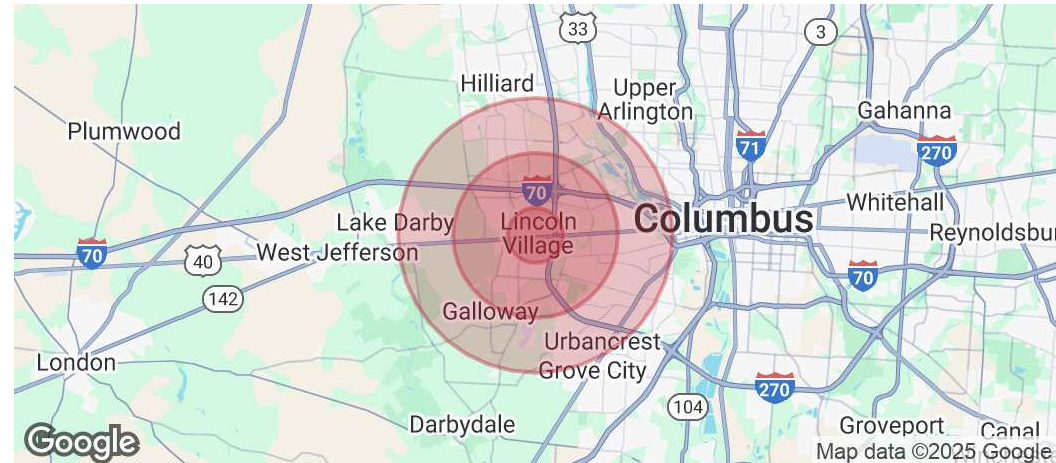 33
3
Hilliard
Upper
Arlington
Gahanna
Plumwood
71
270
70
Whitehall
Lake Darby
Lincoln
Village
Columbus
Reynoldsbur
70
40
West Jefferson
70
142
Galloway
Urbancrest
Grove City
London
270
104
Darbydale
Groveport
Canal
Google
Map data ©2025 Google